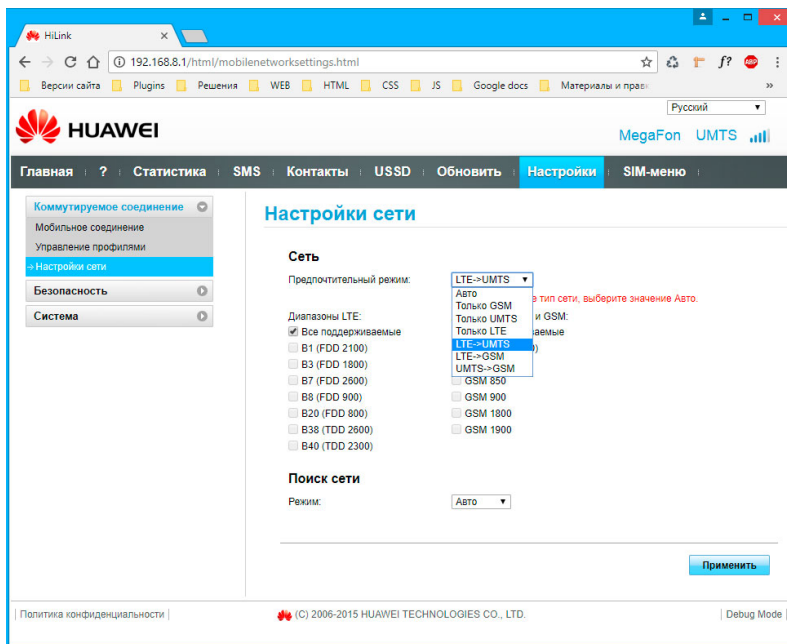 HiLink
192.168.8.1/html/mobilenetworksettings.html
f?
ABP
Версии сайта Plugins Решения WEB HTML CSS JS Google docs Материалы и прав
Русский
HUAWEI
MegaFon UMTS
Главная ? Статистика SMS Контакты USSD Обновить Настройки SIM-меню
Коммутируемое соединение
Мобильное соединение
Управление профилями
Настройки сети
Безопасность
Система
Настройки сети
Сеть
Предпочтительный режим: LTE->UMTS
Авто
Только GSM
Только UMTS
Только LTE
LTE->UMTS
LTE->GSM
UMTS->GSM
е тип сети, выберите значение Авто.
Диапазоны LTE: и GSM:
Все поддерживаемые ваемые
B1 (FDD 2100)
B3 (FDD 1800)
B7 (FDD 2600) GSM 850
B8 (FDD 900) GSM 900
B20 (FDD 800) GSM 1800
B38 (TDD 2600) GSM 1900
B40 (TDD 2300)
Поиск сети
Режим: Авто
Применить
Политика конфиденциальности (C) 2006-2015 HUAWEI TECHNOLOGIES CO., LTD. Debug Mode